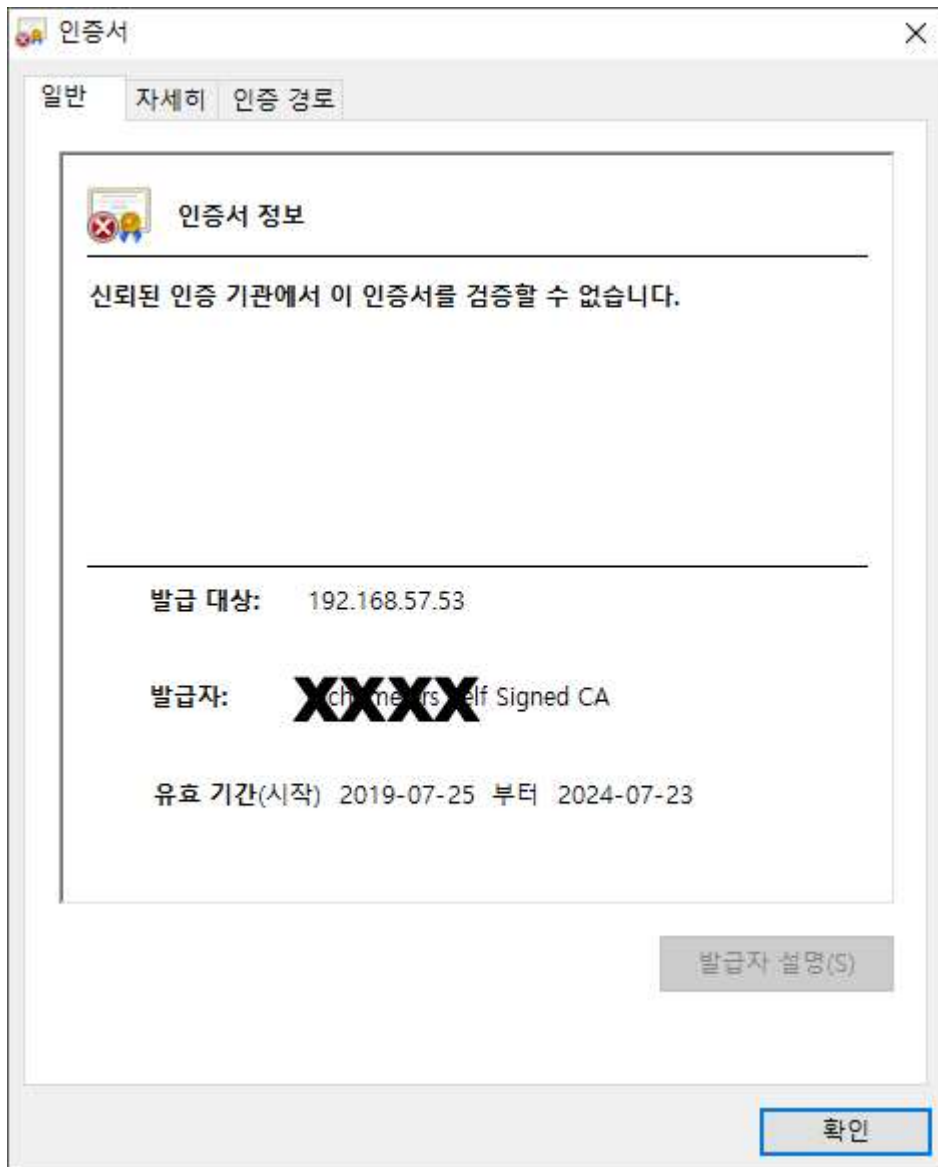 인증서
일반 자세히 인증 경로
인증서 정보
신뢰된 인증 기관에서 이 인증서를 검증할 수 없습니다.
발급 대상: 192.168.57.53
발급자: XXXX Signed CA
유효 기간(시작) 2019-07-25 부터 2024-07-23
발급자 설명(S)
확인